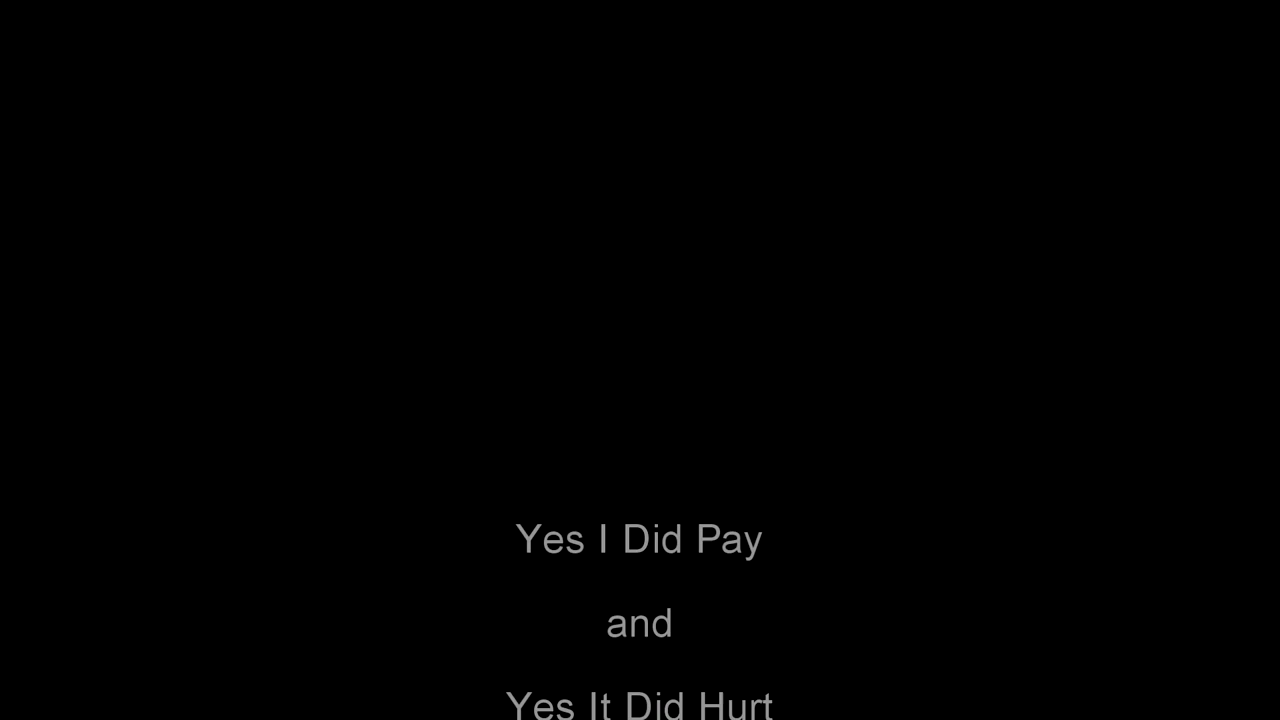 Yes I Did Pay
and
Yes It Did Hurt